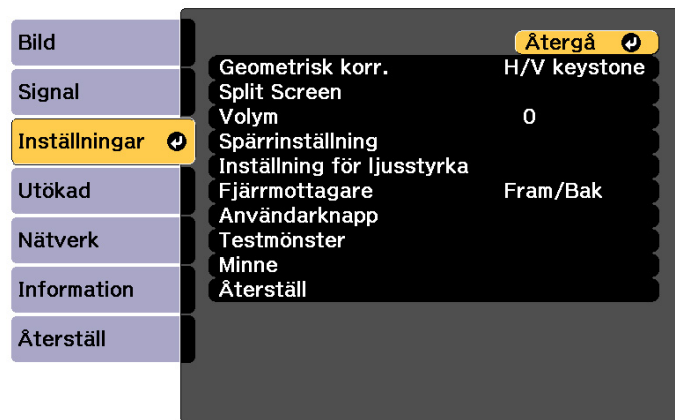 Bild
Signal
Inställningar
Utökad
Nätverk
Information
Återställ
Återgå
Geometrisk korr. H/V keystone
Split Screen
Volym 0
Spärrinställning
Inställning för ljusstyrka
Fjärrmottagare Fram/Bak
Användarknapp
Testmönster
Minne
Återställ